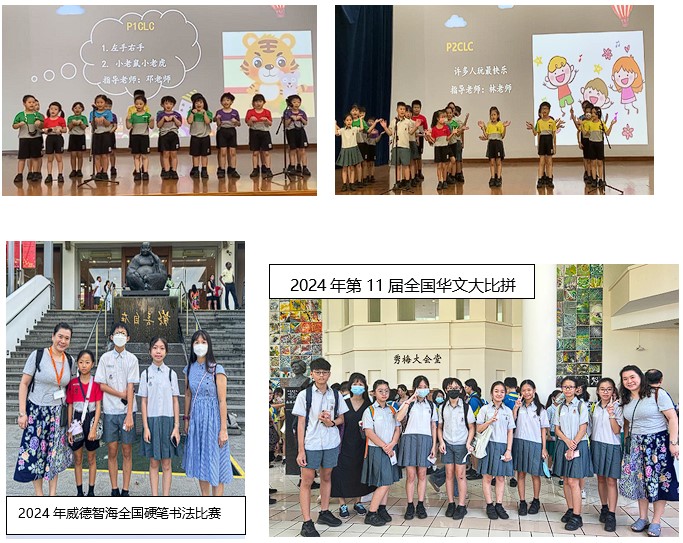 P1CLC
1. 左手右手
2. 小老鼠小老虎
指导老师：邓老师
P2CLC
许多人玩最快乐
指导老师：林老师
2024 年第 11 届全国华文大比拼
秀梅大会堂
2024 年威德智海全国硬笔书法比赛